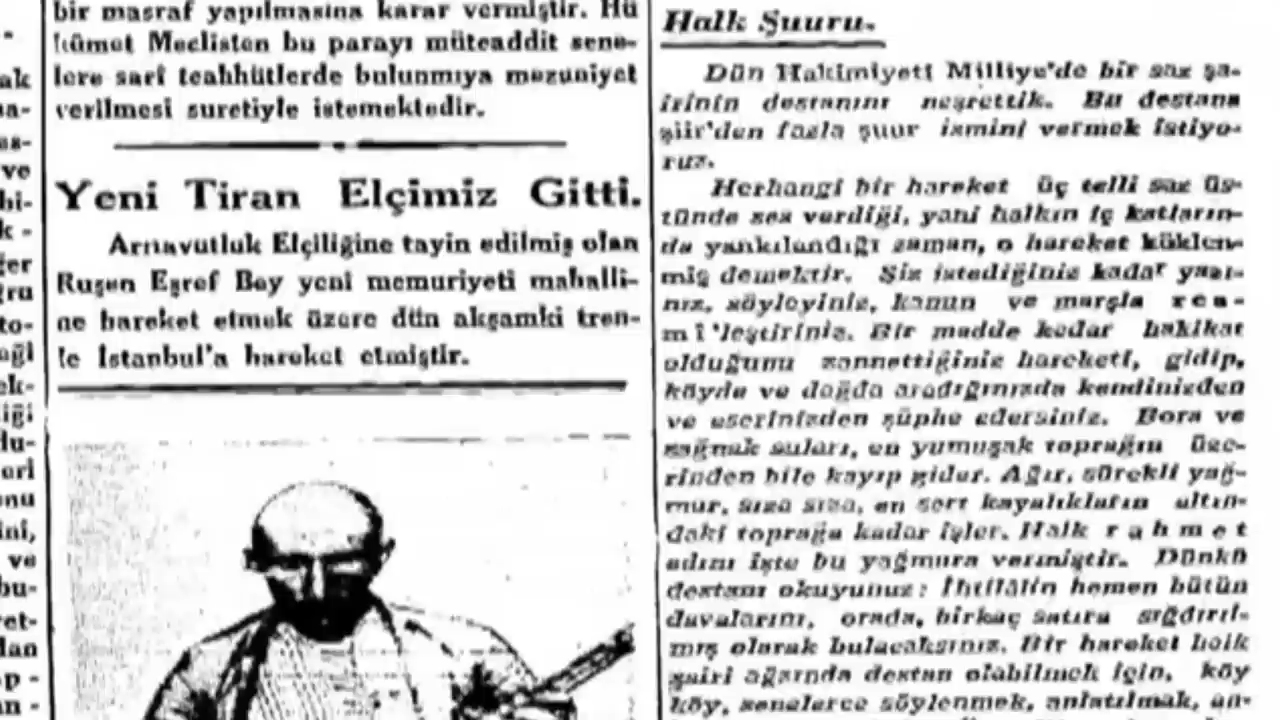 bir masraf yapılmasına karar vermiştir. Hü
kûmet Meclisten bu parayı müteaddit sene-
lere sari teahhütlerde bulunmıya mezuniyet
verilmesi suretiyle istemektedir.
Yeni Tiran Elçimiz Gitti.
Arnavutluk Elçiliğine tayin edilmiş olan
Ruşen Eşref Bey yeni memuriyeti mahalli-
ne hareket etmek üzere dün akşamki tren-
le İstanbul'a hareket etmiştir.
Halk Şuuru.
Dün Hakimiyeti Milliye'de bir saz şa-
irinin destanını neşrettik. Bu destana
şiir'den fazla şuur ismini vermek istiyo-
ruz.
Herhangi bir hareket üç telli saz üs-
tünde ses verdiği, yani halkın iç katların-
da yankılandığı zaman, o hareket köklen-
miş demektir. Siz istediğiniz kadar yazı-
nız, söyleyiniz, kanun ve marşla res-
mî'leştiriniz. Bir madde kadar hakikat
olduğunu zannettiğiniz hareketi, gidip,
köyde ve dağda aradığınızda kendinizden
ve eserinizden şüphe edersiniz. Bora ve
sağnak suları, en yumuşak toprağın üze-
rinden bile kayıp gider. Ağır, sürekli yağ-
mur, sıza sıza, en sert kayalıkların altın-
daki toprağa kadar işler. Halk rahmet
adını işte bu yağmura vermiştir. Dünkü
destanı okuyunuz: İhtilâlin hemen bütün
davalarını, orada, birkaç satıra sığdırıl-
mış olarak bulacaksınız. Bir hareket halk
şairi ağzında destan olabilmek için, köy
köy, senelerce söylenmek, anlatılmak, an-